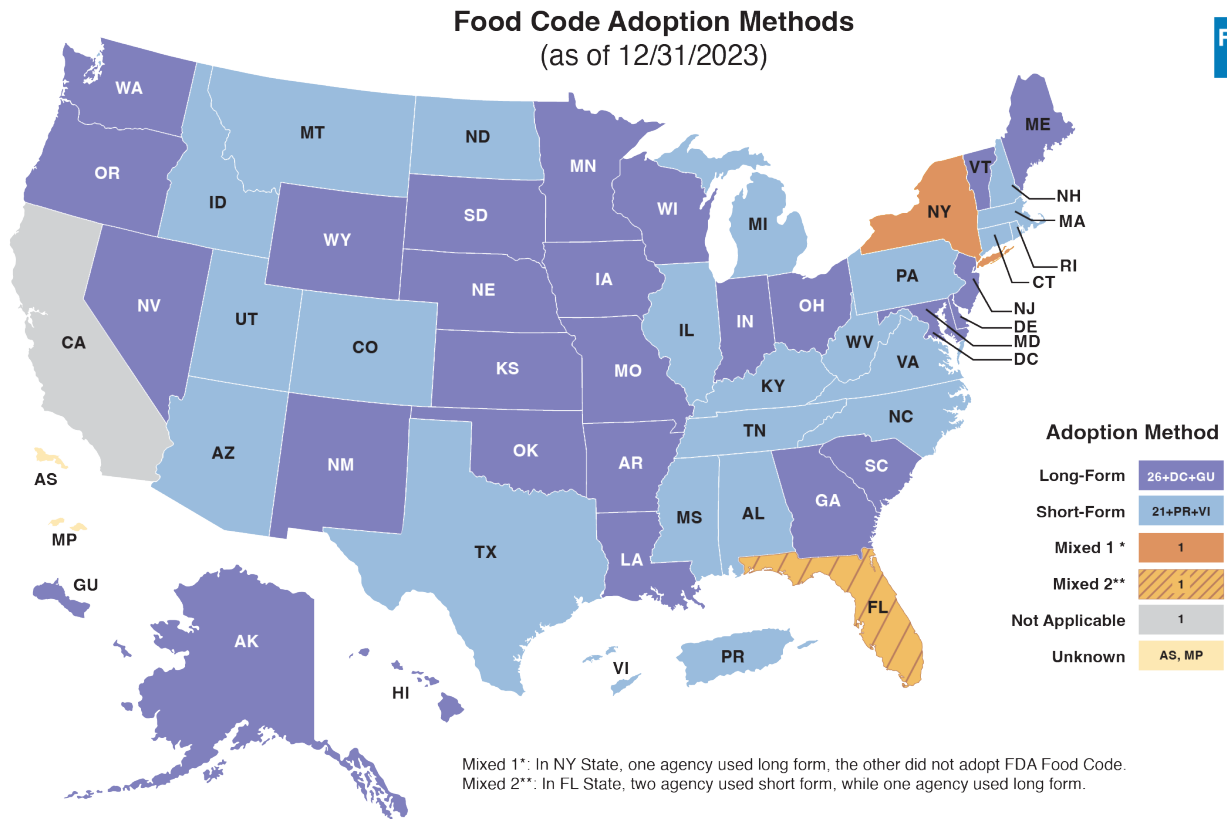 Food Code Adoption Methods
(as of 12/31/2023)
F
WA
MT
ND
MN
ME
OR
ID
SD
WI
MI
VT
NY
NH
MA
RI
CT
WY
IA
NE
PA
NJ
DE
MD
DC
NV
UT
CO
IL
IN
OH
WV
VA
CA
KS
MO
KY
NC
TN
AZ
NM
OK
AR
SC
GA
MS
AL
AS
MP
TX
LA
FL
GU
AK
HI
VI
PR
Adoption Method
Long-Form 26+DC+GU
Short-Form 21+PR+VI
Mixed 1 * 1
Mixed 2** 1
Not Applicable 1
Unknown AS, MP
Mixed 1*: In NY State, one agency used long form, the other did not adopt FDA Food Code.
Mixed 2**: In FL State, two agency used short form, while one agency used long form.